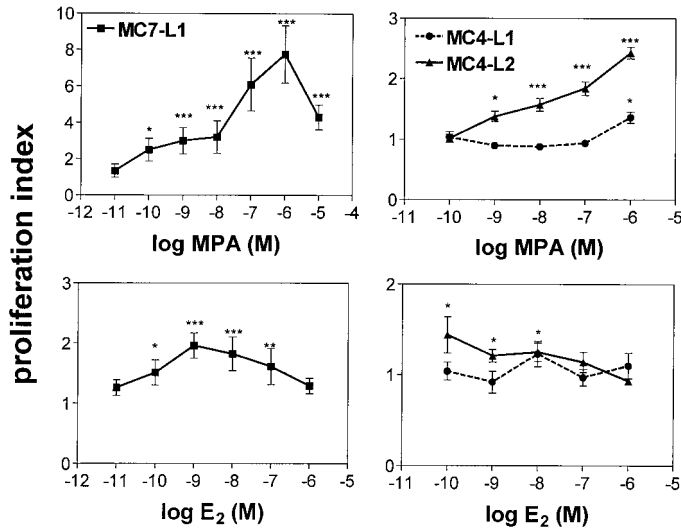 proliferation index
10
8
6
4
2
0
MC7-L1
*
***
***
***
***
***
-12 -11 -10 -9 -8 -7 -6 -5 -4
log MPA (M)
3
2
1
0
MC4-L1
MC4-L2
*
***
***
***
*
-11 -10 -9 -8 -7 -6 -5
log MPA (M)
3
2
1
0
*
***
***
**
-12 -11 -10 -9 -8 -7 -6 -5
log E2 (M)
2
1
0
*
*
*
-11 -10 -9 -8 -7 -6 -5
log E2 (M)